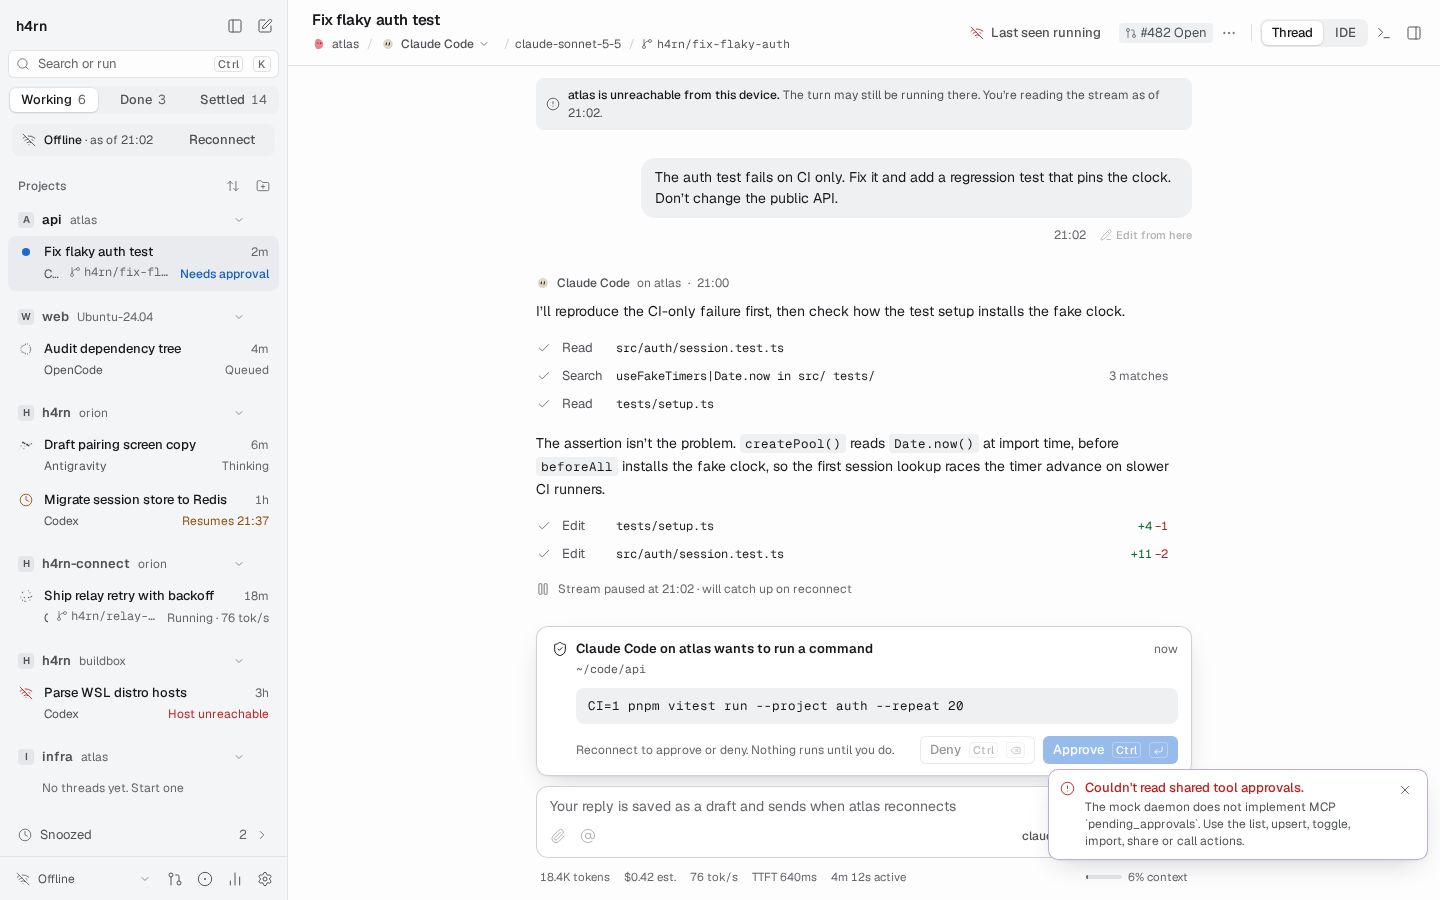 h4rn
Search or run Ctrl K
Working 6 Done 3 Settled 14
Offline · as of 21:02 Reconnect
Projects
A api atlas
Fix flaky auth test 2m
C… h4rn/fix-fl… Needs approval
W web Ubuntu-24.04
Audit dependency tree 4m
OpenCode Queued
H h4rn orion
Draft pairing screen copy 6m
Antigravity Thinking
Migrate session store to Redis 1h
Codex Resumes 21:37
H h4rn-connect orion
Ship relay retry with backoff 18m
h4rn/relay-… Running · 76 tok/s
H h4rn buildbox
Parse WSL distro hosts 3h
Codex Host unreachable
I infra atlas
No threads yet. Start one
Snoozed 2
Offline
Fix flaky auth test
atlas / Claude Code / claude-sonnet-5-5 / h4rn/fix-flaky-auth
Last seen running #482 Open Thread IDE
atlas is unreachable from this device. The turn may still be running there. You're reading the stream as of
21:02.
The auth test fails on CI only. Fix it and add a regression test that pins the clock.
Don't change the public API.
21:02 Edit from here
Claude Code on atlas · 21:00
I'll reproduce the CI-only failure first, then check how the test setup installs the fake clock.
Read src/auth/session.test.ts
Search useFakeTimers|Date.now in src/ tests/ 3 matches
Read tests/setup.ts
The assertion isn't the problem. createPool() reads Date.now() at import time, before
beforeAll installs the fake clock, so the first session lookup races the timer advance on slower
CI runners.
Edit tests/setup.ts +4 −1
Edit src/auth/session.test.ts +11 −2
Stream paused at 21:02 · will catch up on reconnect
Claude Code on atlas wants to run a command now
~/code/api
CI=1 pnpm vitest run --project auth --repeat 20
Reconnect to approve or deny. Nothing runs until you do. Deny Ctrl Approve Ctrl
Your reply is saved as a draft and sends when atlas reconnects
Couldn't read shared tool approvals.
The mock daemon does not implement MCP
`pending_approvals`. Use the list, upsert, toggle,
import, share or call actions.
18.4K tokens $0.42 est. 76 tok/s TTFT 640ms 4m 12s active 6% context